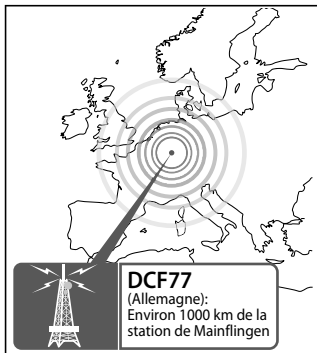 DCF77
(Allemagne):
Environ 1000 km de la
station de Mainflingen